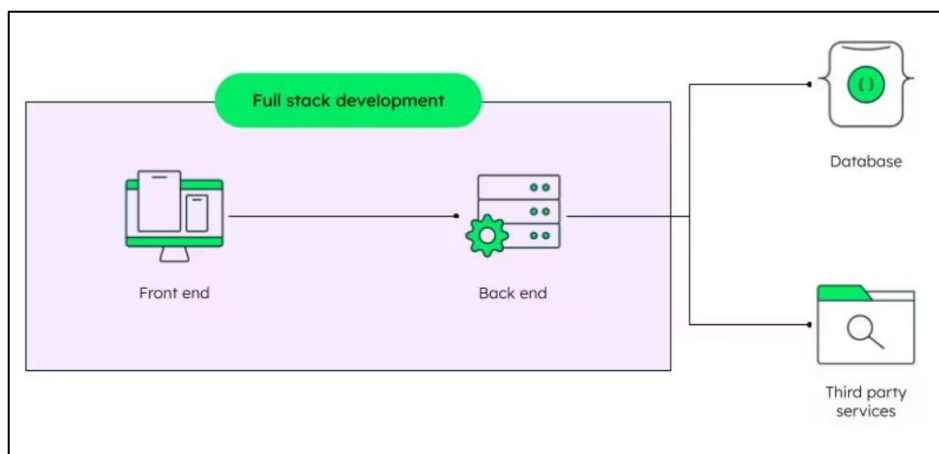 Full stack development
{ }
Database
Front end
Back end
Third party
services